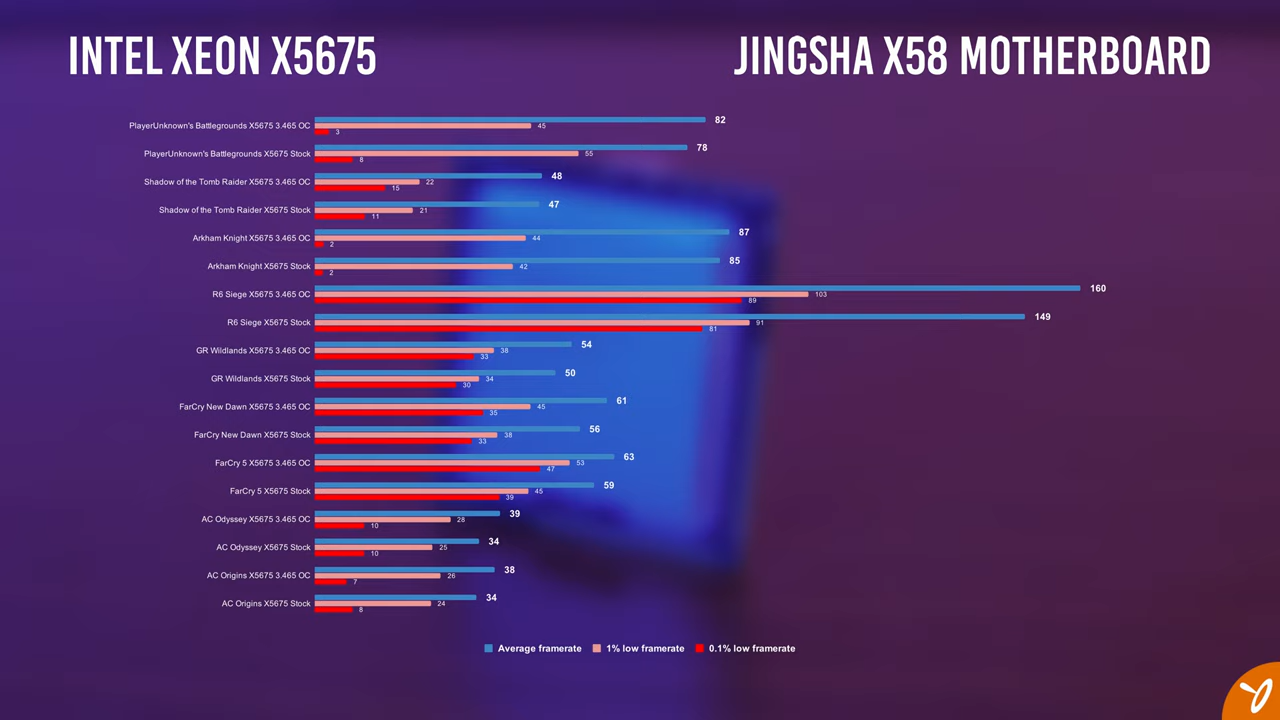 INTEL XEON X5675
JINGSHA X58 MOTHERBOARD
PlayerUnknown's Battlegrounds X5675 3.465 OC 82 45 3
PlayerUnknown's Battlegrounds X5675 Stock 78 55 8
Shadow of the Tomb Raider X5675 3.465 OC 48 22 15
Shadow of the Tomb Raider X5675 Stock 47 21 11
Arkham Knight X5675 3.465 OC 87 44 2
Arkham Knight X5675 Stock 85 42 2
R6 Siege X5675 3.465 OC 160 103 89
R6 Siege X5675 Stock 149 91 81
GR Wildlands X5675 3.465 OC 54 38 33
GR Wildlands X5675 Stock 50 34 30
FarCry New Dawn X5675 3.465 OC 61 45 35
FarCry New Dawn X5675 Stock 56 38 33
FarCry 5 X5675 3.465 OC 63 53 47
FarCry 5 X5675 Stock 59 45 39
AC Odyssey X5675 3.465 OC 39 28 10
AC Odyssey X5675 Stock 34 25 10
AC Origins X5675 3.465 OC 38 26 7
AC Origins X5675 Stock 34 24 8
Average framerate 1% low framerate 0.1% low framerate